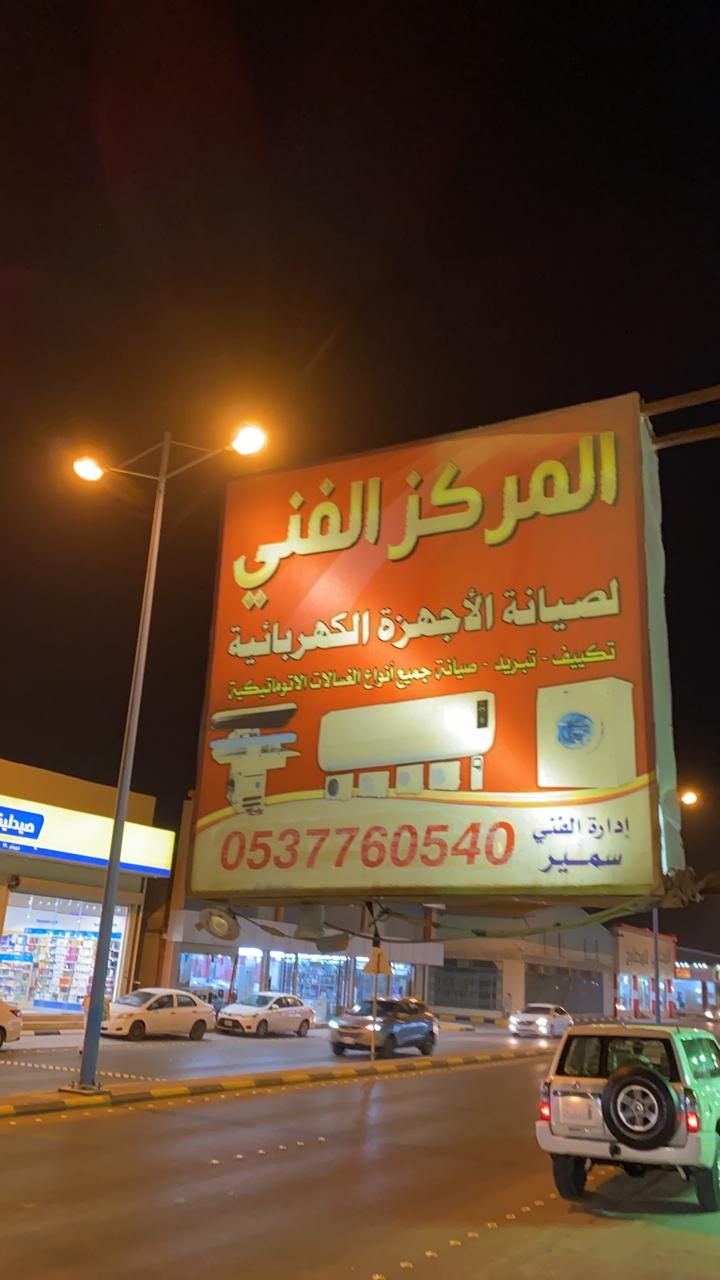 المركز الفني
لصيانة الأجهزة الكهربائية
تكييف - تبريد - صيانة جميع أنواع الغسالات الاتوماتيكية
إدارة الفني
سمير
0537760540